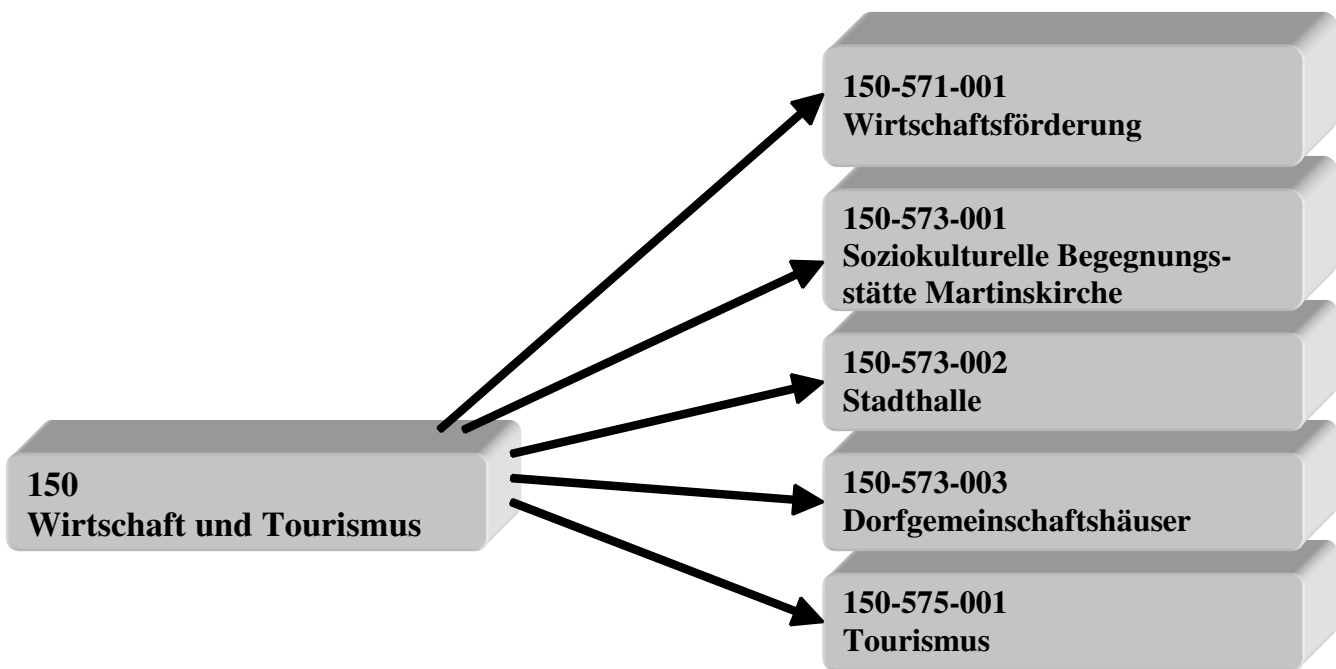 150-571-001
Wirtschaftsförderung
150-573-001
Soziokulturelle Begegnungs-
stätte Martinskirche
150-573-002
Stadthalle
150
Wirtschaft und Tourismus
150-573-003
Dorfgemeinschaftshäuser
150-575-001
Tourismus